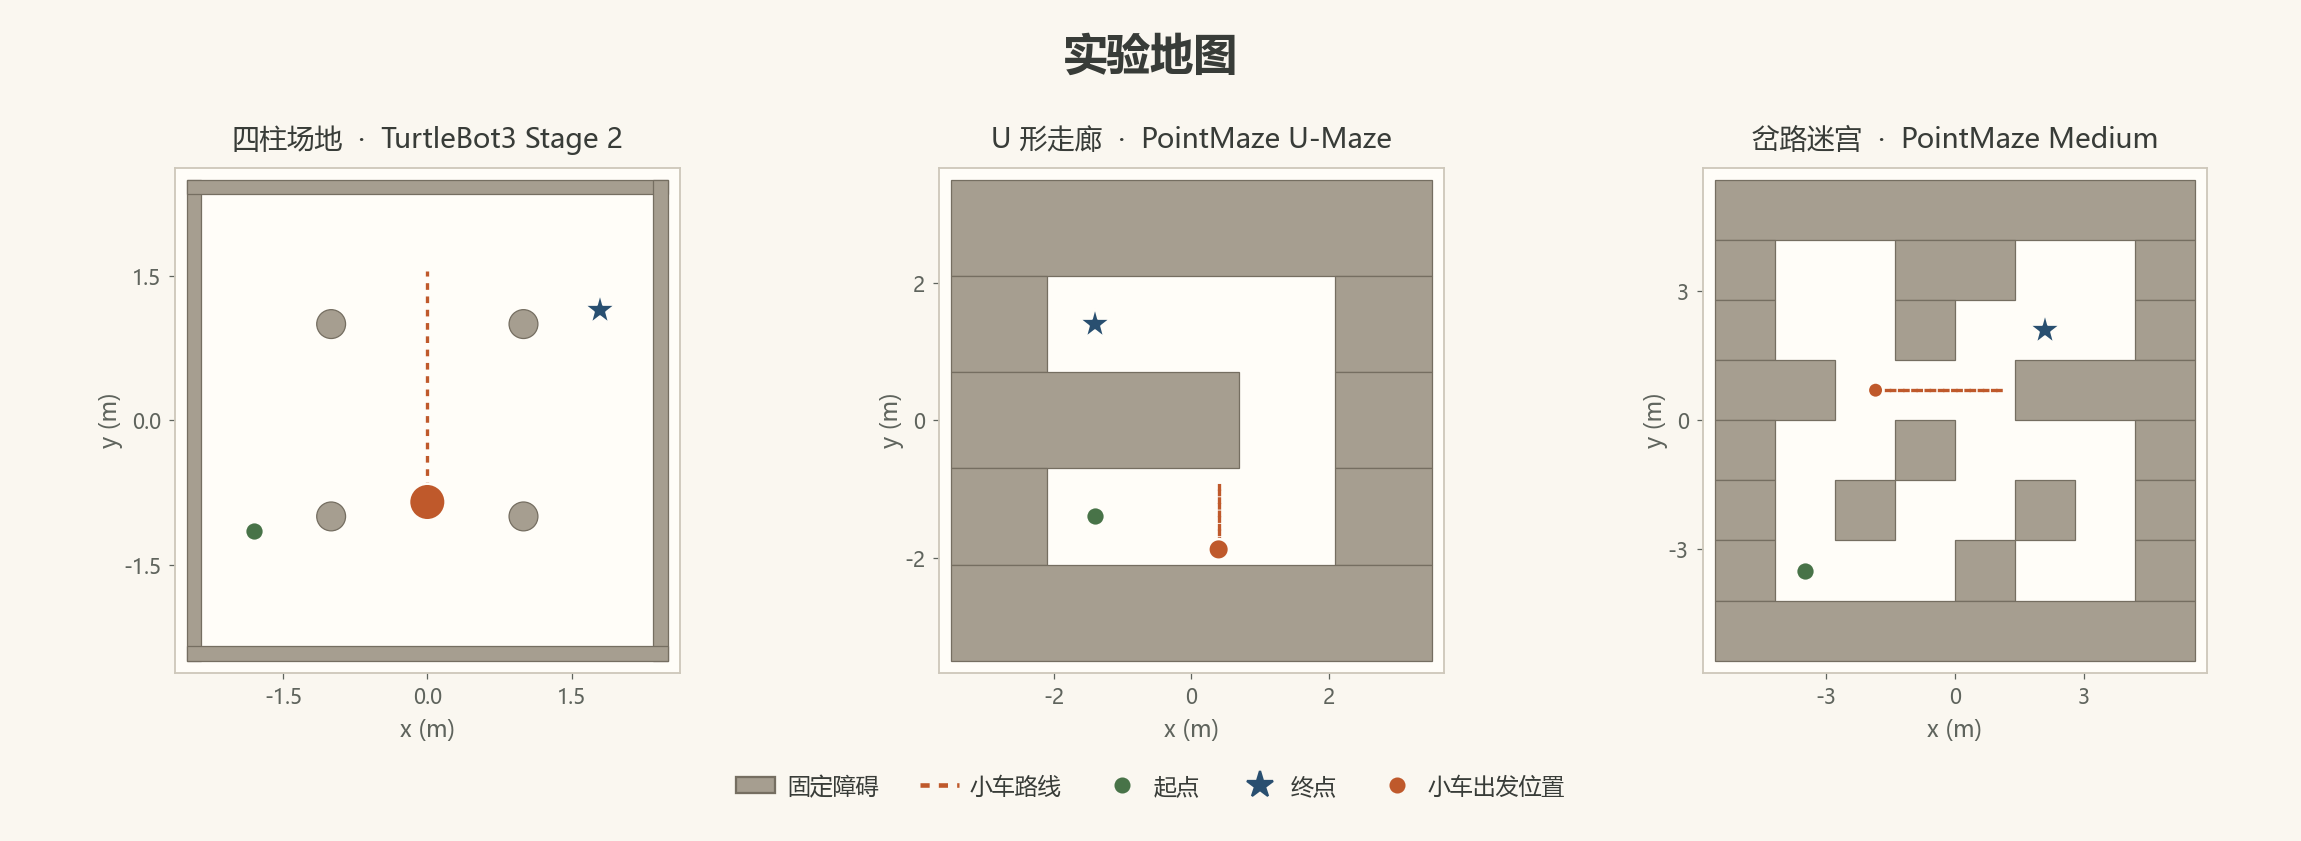 实验地图
四柱场地 · TurtleBot3 Stage 2
1.5
0.0
-1.5
y (m)
-1.5 0.0 1.5
x (m)
U 形走廊 · PointMaze U-Maze
2
0
-2
y (m)
-2 0 2
x (m)
岔路迷宫 · PointMaze Medium
3
0
-3
y (m)
-3 0 3
x (m)
固定障碍 小车路线 起点 终点 小车出发位置